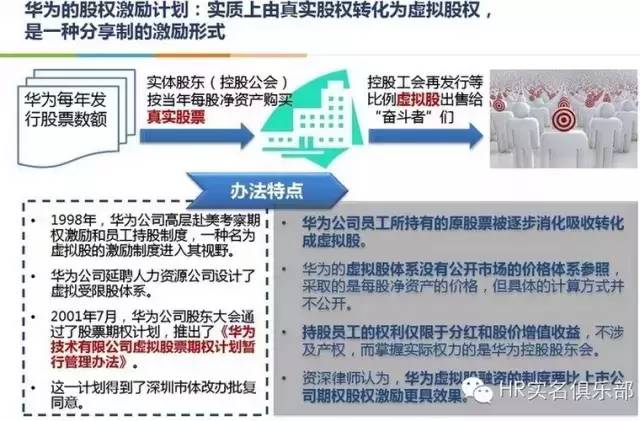 华为的股权激励计划：实质上由真实股权转化为虚拟股权，
是一种分享制的激励形式
华为每年发
行股票数额
实体股东（控股公会）
按当年每股净资产购买
真实股票
控股工会再发行等
比例虚拟股出售给
“奋斗者”们
办法特点
• 1998年，华为公司高层赴美考察期
权激励和员工持股制度，一种名为
虚拟股的激励制度进入其视野。
• 华为公司延聘人力资源公司设计了
虚拟受限股体系。
• 2001年7月，华为公司股东大会通
过了股票期权计划，推出了《华为
技术有限公司虚拟股票期权计划暂
行管理办法》。
• 这一计划得到了深圳市体改办批复
同意。
• 华为公司员工所持有的原股票被逐步消化吸收转化
成虚拟股。
• 华为的虚拟股体系没有公开市场的价格体系参照，
采取的是每股净资产的价格，但具体的计算方式并
不公开。
• 持股员工的权利仅限于分红和股价增值收益，不涉
及产权，而掌握实际权力的是华为控股股东会。
• 资深律师认为，华为虚拟股融资的制度要比上市公
司期权股权激励更具效果。
HR实名俱乐部